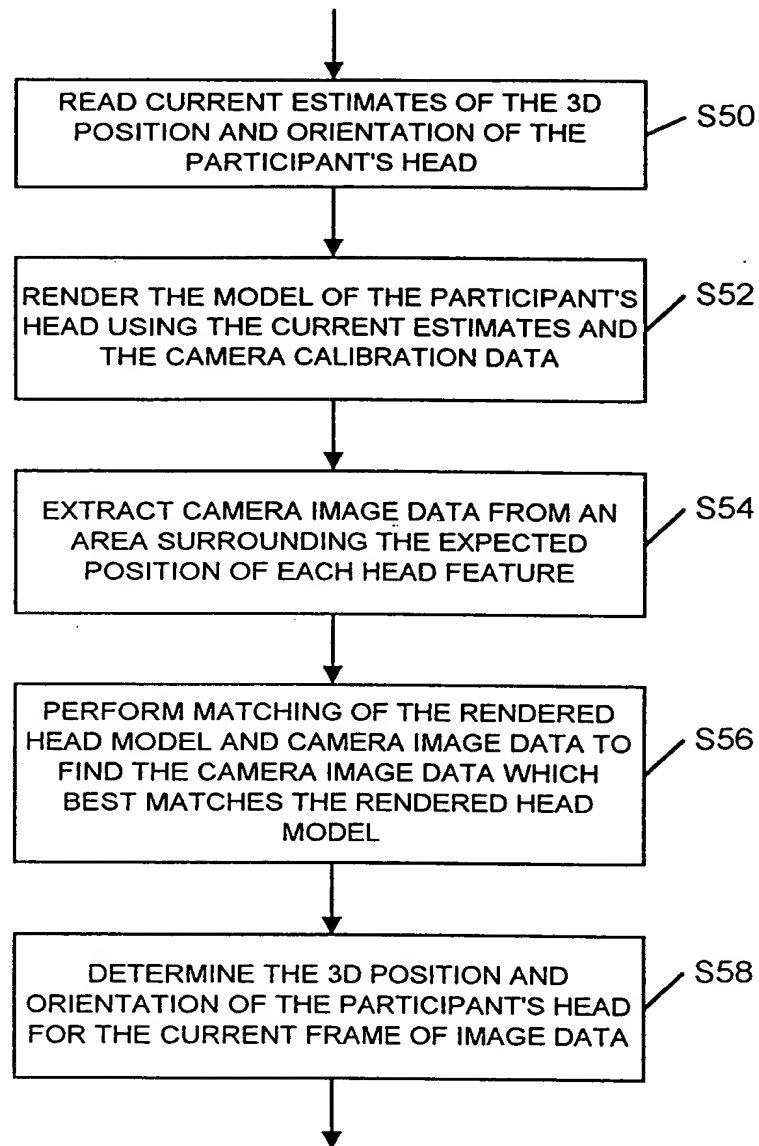 READ CURRENT ESTIMATES OF THE 3D
POSITION AND ORIENTATION OF THE
PARTICIPANT'S HEAD
S50
RENDER THE MODEL OF THE PARTICIPANT'S
HEAD USING THE CURRENT ESTIMATES AND
THE CAMERA CALIBRATION DATA
S52
EXTRACT CAMERA IMAGE DATA FROM AN
AREA SURROUNDING THE EXPECTED
POSITION OF EACH HEAD FEATURE
S54
PERFORM MATCHING OF THE RENDERED
HEAD MODEL AND CAMERA IMAGE DATA TO
FIND THE CAMERA IMAGE DATA WHICH
BEST MATCHES THE RENDERED HEAD
MODEL
S56
DETERMINE THE 3D POSITION AND
ORIENTATION OF THE PARTICIPANT'S HEAD
FOR THE CURRENT FRAME OF IMAGE DATA
S58